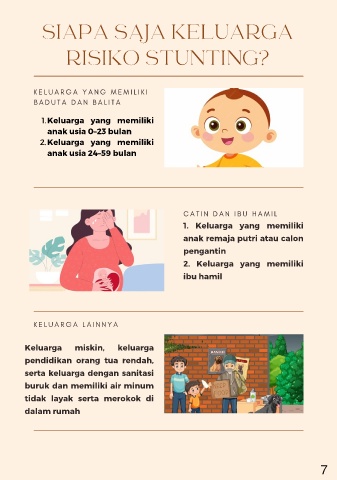 SIAPA SAJA KELUARGA
RISIKO STUNTING?
KELUARGA YANG MEMILIKI
BADUTA DAN BALITA
1. Keluarga yang memiliki
anak usia 0-23 bulan
2. Keluarga yang memiliki
anak usia 24-59 bulan
CATIN DAN IBU HAMIL
1. Keluarga yang memiliki
anak remaja putri atau calon
pengantin
2. Keluarga yang memiliki
ibu hamil
KELUARGA LAINNYA
Keluarga miskin, keluarga
pendidikan orang tua rendah,
serta keluarga dengan sanitasi
buruk dan memiliki air minum
tidak layak serta merokok di
dalam rumah
7